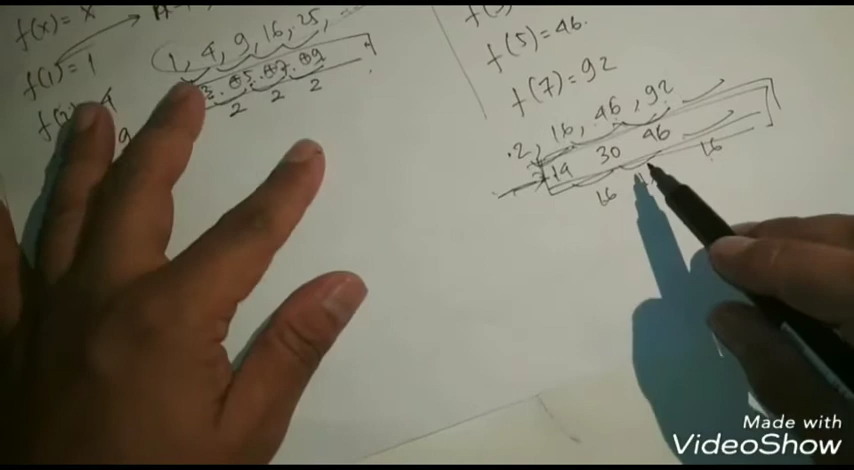 f(x) = x
f(1) = 1
1, 4, 9, 16, 25,
2 2 2
f(5) = 46.
f(7) = 92
.2, 16, 46, 92
14 30 46
16 16
Made with
VideoShow